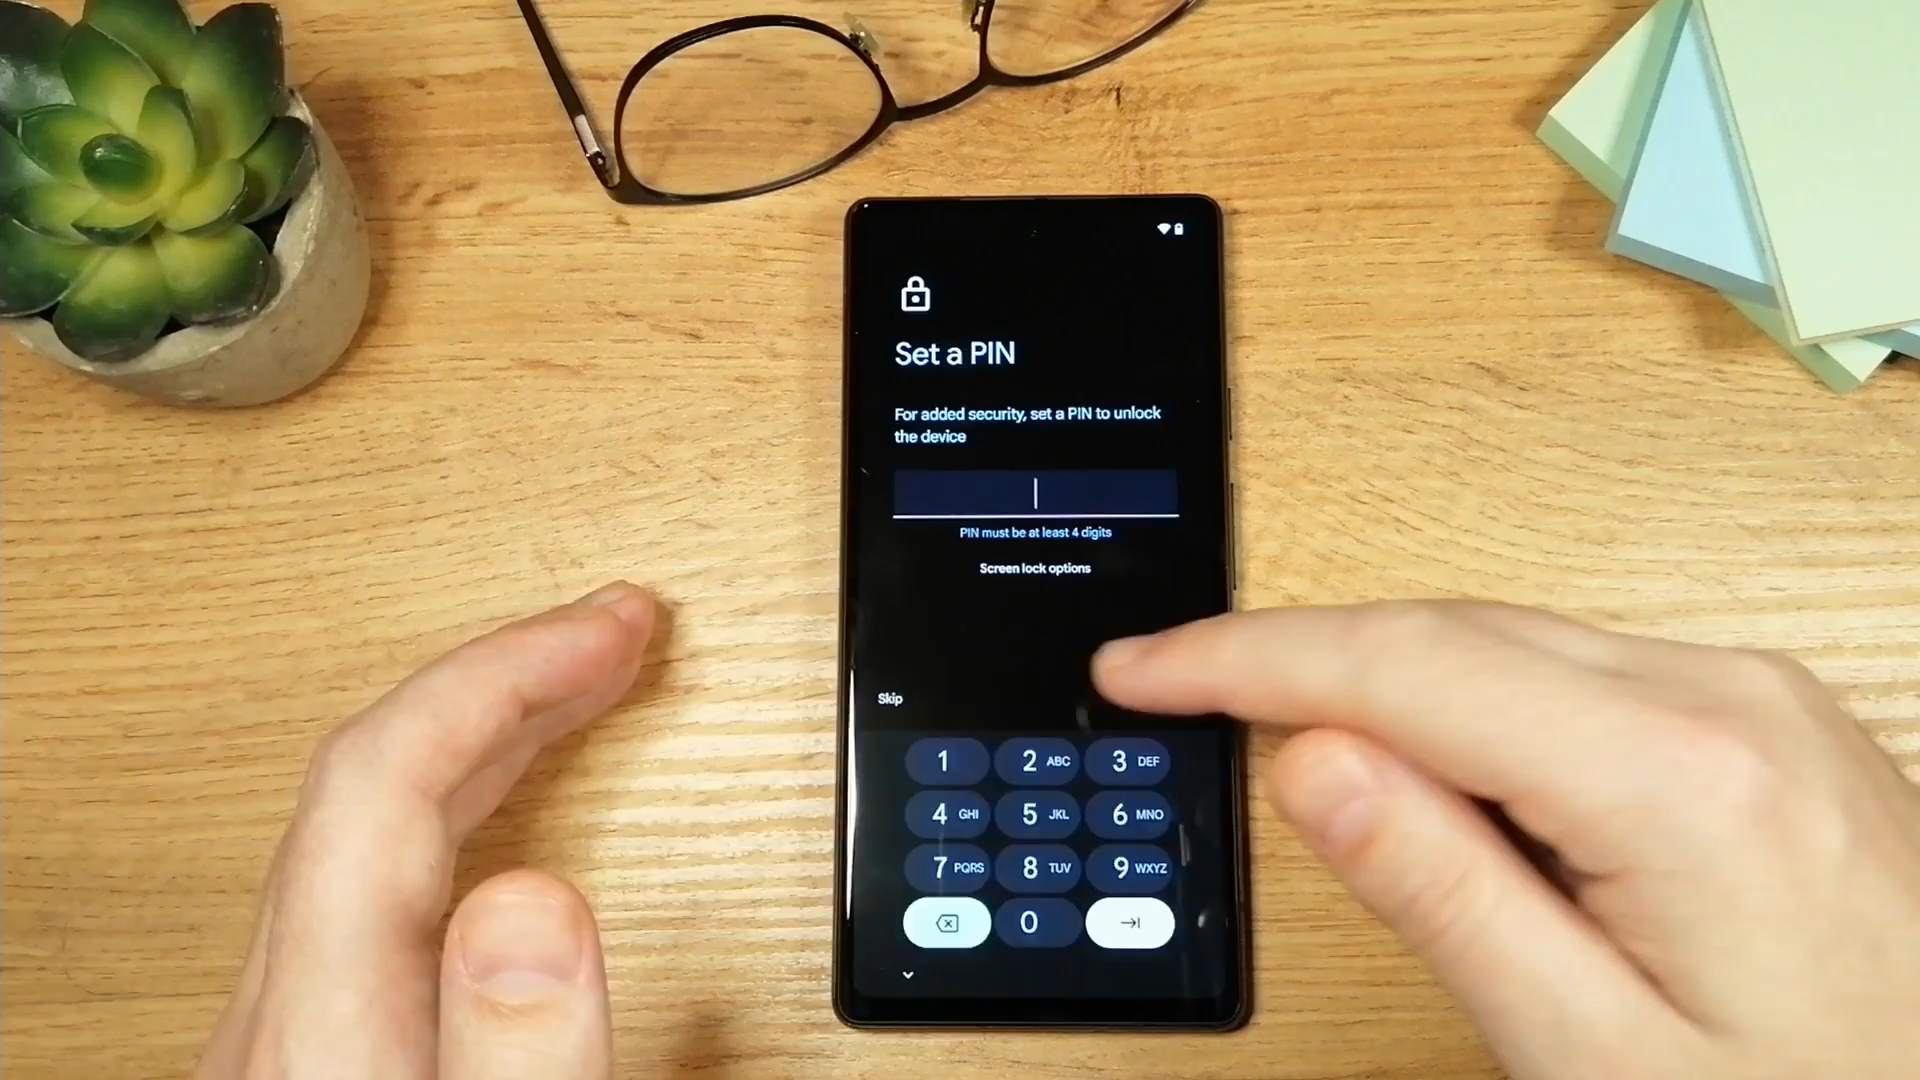 Set a PIN
For added security, set a PIN to unlock
the device
PIN must be at least 4 digits
Screen lock options
Skip
1 2 ABC 3 DEF
4 GHI 5 JKL 6 MNO
7 PQRS 8 TUV 9 WXYZ
0